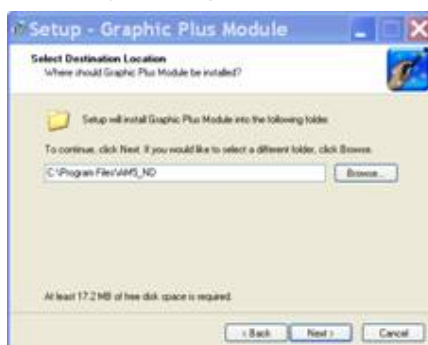 Setup - Graphic Plus Module
Select Destination Location
Where should Graphic Plus Module be installed?
Setup will install Graphic Plus Module into the following folder.
To continue, click Next. If you would like to select a different folder, click Browse.
C:\Program Files\AMS_ND
Browse...
At least 17.2 MB of free disk space is required.
< Back
Next >
Cancel